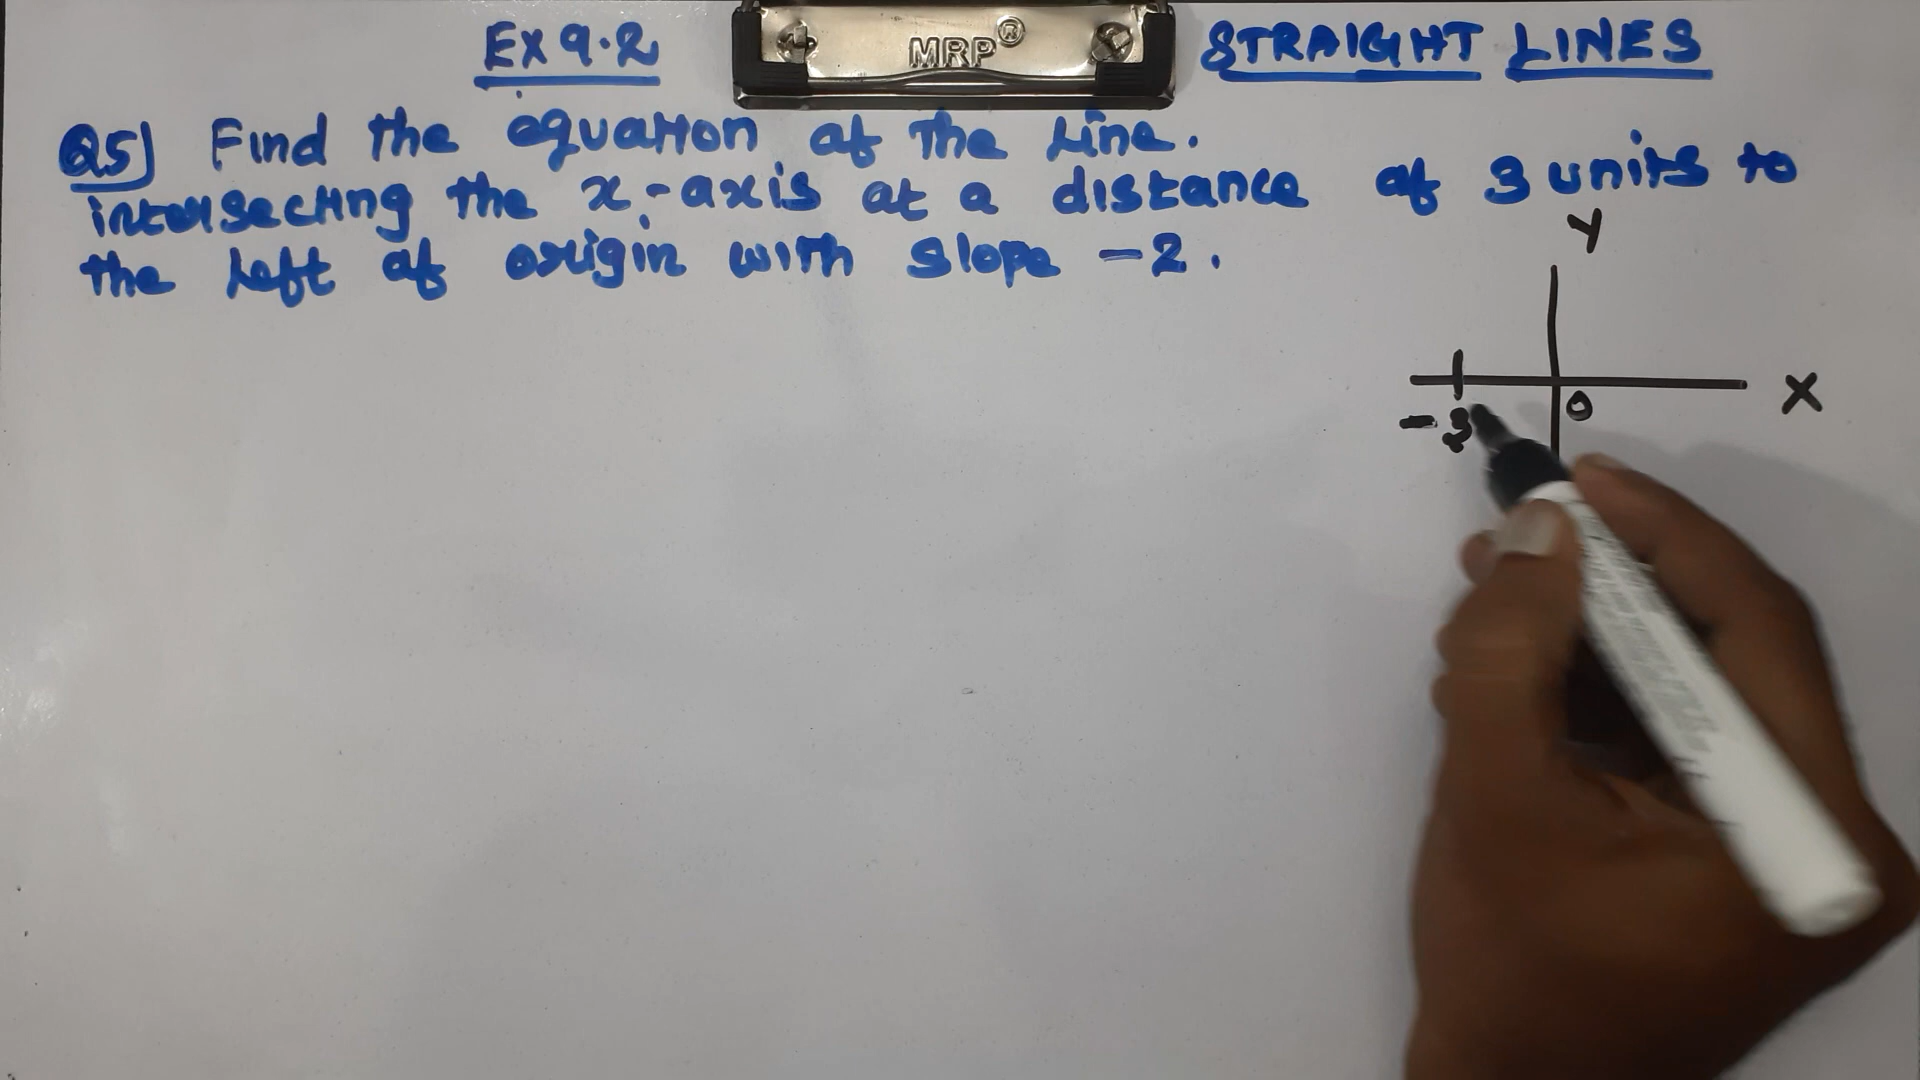 Ex 9.2
MRP®
STRAIGHT LINES
Q5) Find the equation of the line.
intersecting the x-axis at a distance of 3 units to
the left of origin with slope -2.
Y
X
0
-3